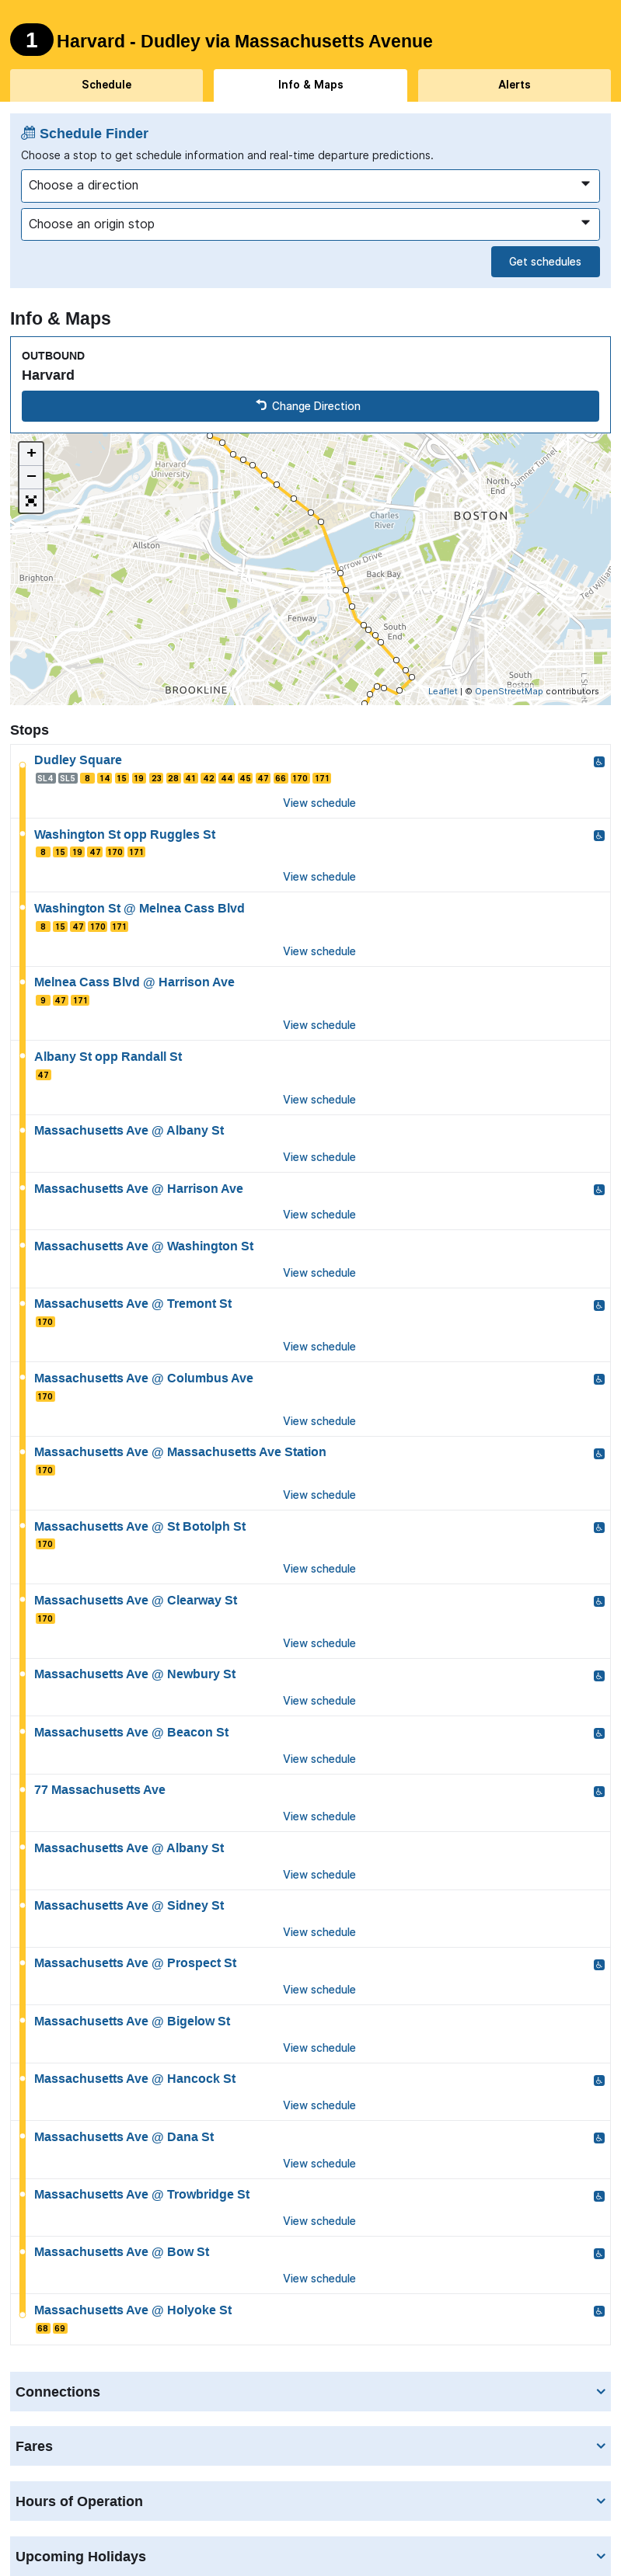 1 Harvard - Dudley via Massachusetts Avenue
Schedule
Info & Maps
Alerts
Schedule Finder
Choose a stop to get schedule information and real-time departure predictions.
Choose a direction
Choose an origin stop
Get schedules
Info & Maps
OUTBOUND
Harvard
Change Direction
+
−
Harvard
University
Allston
Brighton
Charles
River
North
End
Sumner Tunnel
BOSTON
Storrow Drive
Back Bay
Fenway
South
End
Ted William
BROOKLINE
South
Boston
L Street
Leaflet | © OpenStreetMap contributors
Stops
Dudley Square
SL4 SL5 8 14 15 19 23 28 41 42 44 45 47 66 170 171
View schedule
Washington St opp Ruggles St
8 15 19 47 170 171
View schedule
Washington St @ Melnea Cass Blvd
8 15 47 170 171
View schedule
Melnea Cass Blvd @ Harrison Ave
9 47 171
View schedule
Albany St opp Randall St
47
View schedule
Massachusetts Ave @ Albany St
View schedule
Massachusetts Ave @ Harrison Ave
View schedule
Massachusetts Ave @ Washington St
View schedule
Massachusetts Ave @ Tremont St
170
View schedule
Massachusetts Ave @ Columbus Ave
170
View schedule
Massachusetts Ave @ Massachusetts Ave Station
170
View schedule
Massachusetts Ave @ St Botolph St
170
View schedule
Massachusetts Ave @ Clearway St
170
View schedule
Massachusetts Ave @ Newbury St
View schedule
Massachusetts Ave @ Beacon St
View schedule
77 Massachusetts Ave
View schedule
Massachusetts Ave @ Albany St
View schedule
Massachusetts Ave @ Sidney St
View schedule
Massachusetts Ave @ Prospect St
View schedule
Massachusetts Ave @ Bigelow St
View schedule
Massachusetts Ave @ Hancock St
View schedule
Massachusetts Ave @ Dana St
View schedule
Massachusetts Ave @ Trowbridge St
View schedule
Massachusetts Ave @ Bow St
View schedule
Massachusetts Ave @ Holyoke St
68 69
Connections
Fares
Hours of Operation
Upcoming Holidays